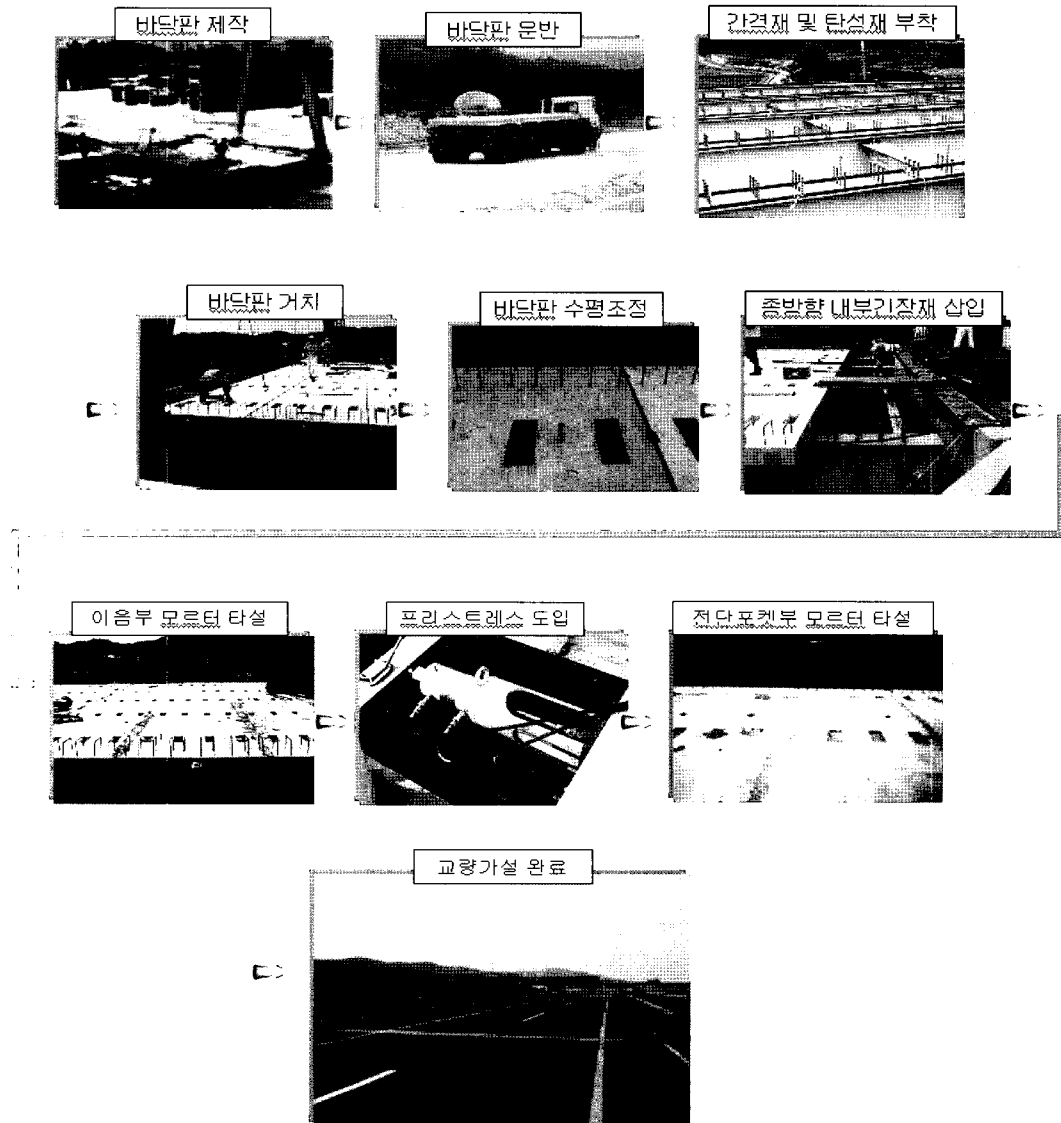 바닥판 제작
바닥판 운반
간격재 및 탄성재 부착
바닥판 거치
바닥판 수평조정
종방향 내부긴장재 삽입
이음부 모르터 타설
프리스트레스 도입
전단포켓부 모르터 타설
교량가설 완료